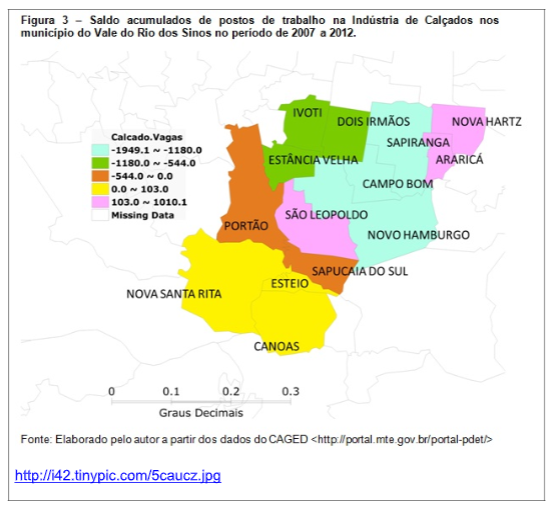 Figura 3 – Saldo acumulados de postos de trabalho na Indústria de Calçados nos
município do Vale do Rio dos Sinos no período de 2007 a 2012.
Calcado.Vagas
-1949.1 ~ -1180.0
-1180.0 ~ -544.0
-544.0 ~ 0.0
0.0 ~ 103.0
103.0 ~ 1010.1
Missing Data
IVOTI
DOIS IRMÃOS
NOVA HARTZ
SAPIRANGA
ESTÂNCIA VELHA
ARARICÁ
CAMPO BOM
SÃO LEOPOLDO
PORTÃO
NOVO HAMBURGO
SAPUCAIA DO SUL
ESTEIO
NOVA SANTA RITA
CANOAS
0 0.1 0.2 0.3
Graus Decimais
Fonte: Elaborado pelo autor a partir dos dados do CAGED <http://portal.mte.gov.br/portal-pdet/>
http://i42.tinypic.com/5caucz.jpg